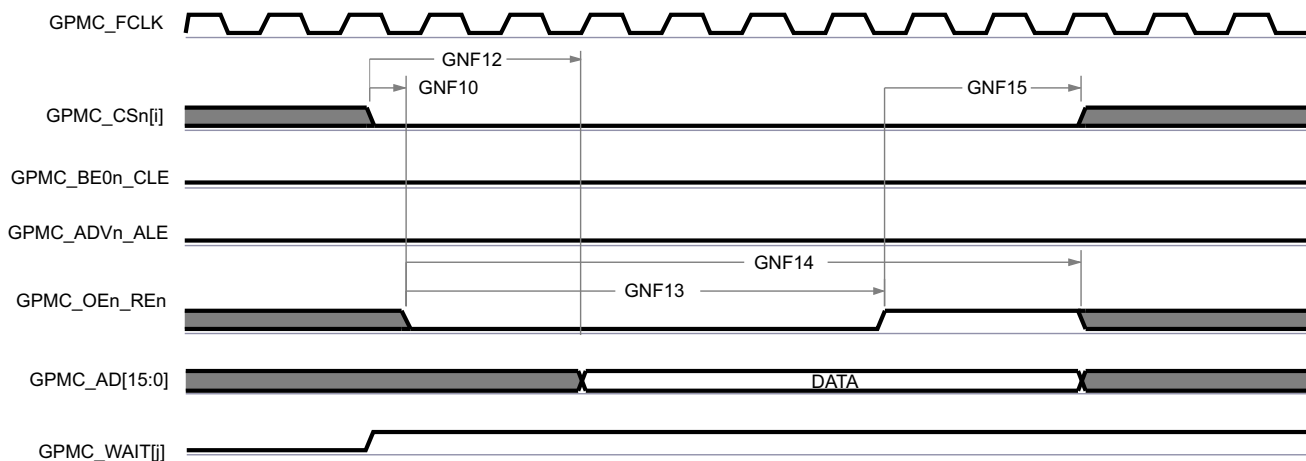 GPMC_FCLK
GNF12
GNF10
GNF15
GPMC_CSn[i]
GPMC_BE0n_CLE
GPMC_ADVn_ALE
GNF14
GNF13
GPMC_OEn_REn
GPMC_AD[15:0]
DATA
GPMC_WAIT[j]